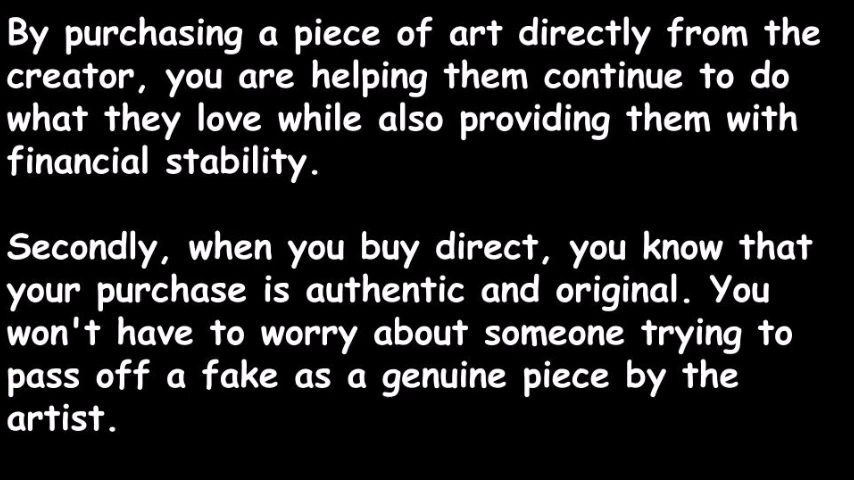 By purchasing a piece of art directly from the
creator, you are helping them continue to do
what they love while also providing them with
financial stability.
Secondly, when you buy direct, you know that
your purchase is authentic and original. You
won't have to worry about someone trying to
pass off a fake as a genuine piece by the
artist.